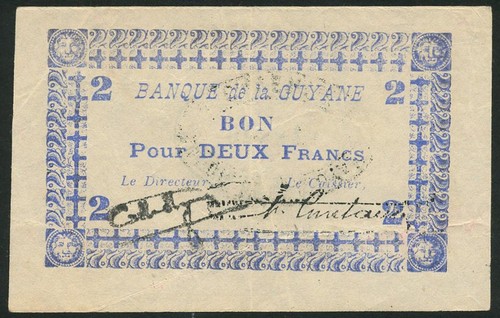 2 2
BANQUE de la GUYANE
BON
POUR DEUX FRANCS
Le Directeur, Le Caissier,
2 2